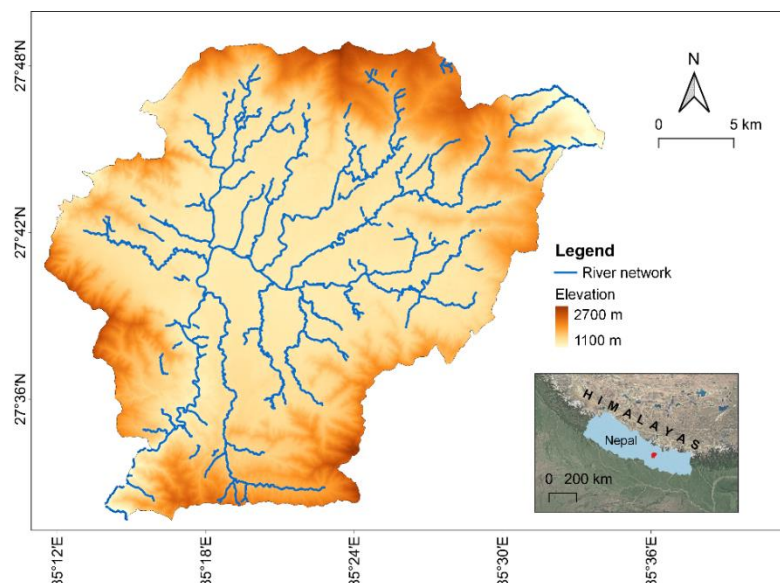 27°48'N
27°42'N
27°36'N
N
0 5 km
Legend
River network
Elevation
2700 m
1100 m
HIMALAYAS
Nepal
0 200 km
85°12'E
85°18'E
85°24'E
85°30'E
85°36'E